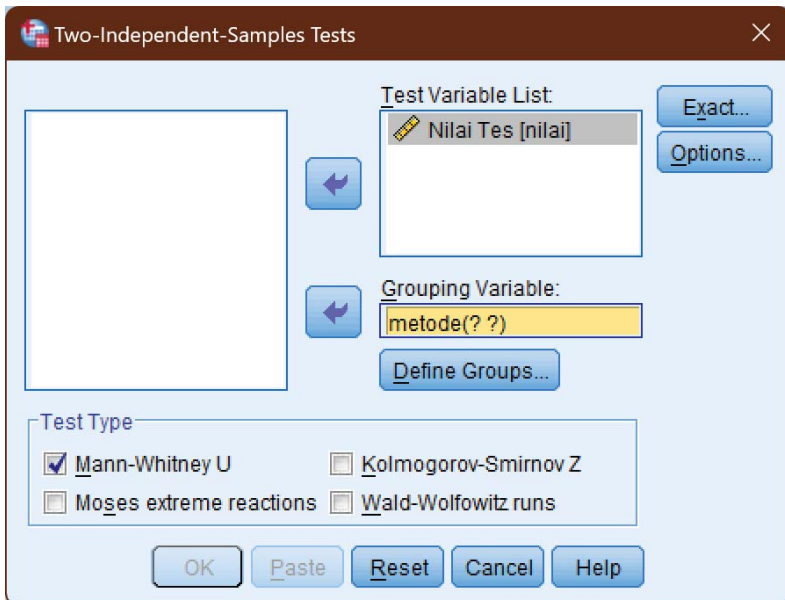 Two-Independent-Samples Tests
Test Variable List:
Nilai Tes [nilai]
Exact...
Options...
Grouping Variable:
metode(? ?)
Define Groups...
Test Type
Mann-Whitney U
Kolmogorov-Smirnov Z
Moses extreme reactions
Wald-Wolfowitz runs
OK
Paste
Reset
Cancel
Help